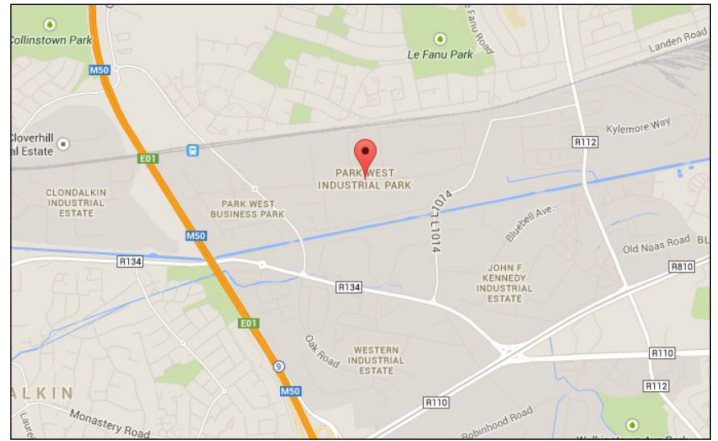 Collinstown Park
Le Fanu Road
Le Fanu Park
Landen Road
M50
Cloverhill
al Estate
E01
R112
Kylemore Way
PARK WEST
INDUSTRIAL PARK
CLONDALKIN
INDUSTRIAL
ESTATE
PARK WEST
BUSINESS PARK
L1014
L1014
Bluebell Ave
M50
Old Naas Road
BL
R134
R810
JOHN F
KENNEDY
INDUSTRIAL
ESTATE
R134
E01
Oak Road
WESTERN
INDUSTRIAL
ESTATE
R110
9
M50
R112
ALKIN
R110
Monastery Road
Robinhood Road